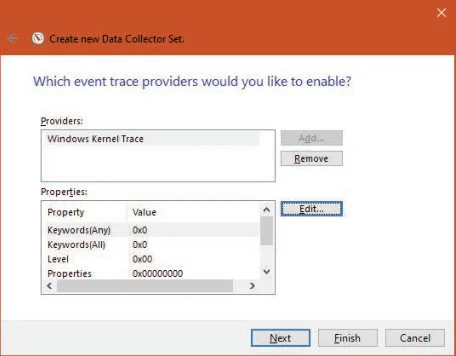 Create new Data Collector Set.
Which event trace providers would you like to enable?
Providers:
Windows Kernel Trace
Add...
Remove
Properties:
Property Value
Edit...
Keywords(Any) 0x0
Keywords(All) 0x0
Level 0x00
Properties 0x00000000
Next Finish Cancel